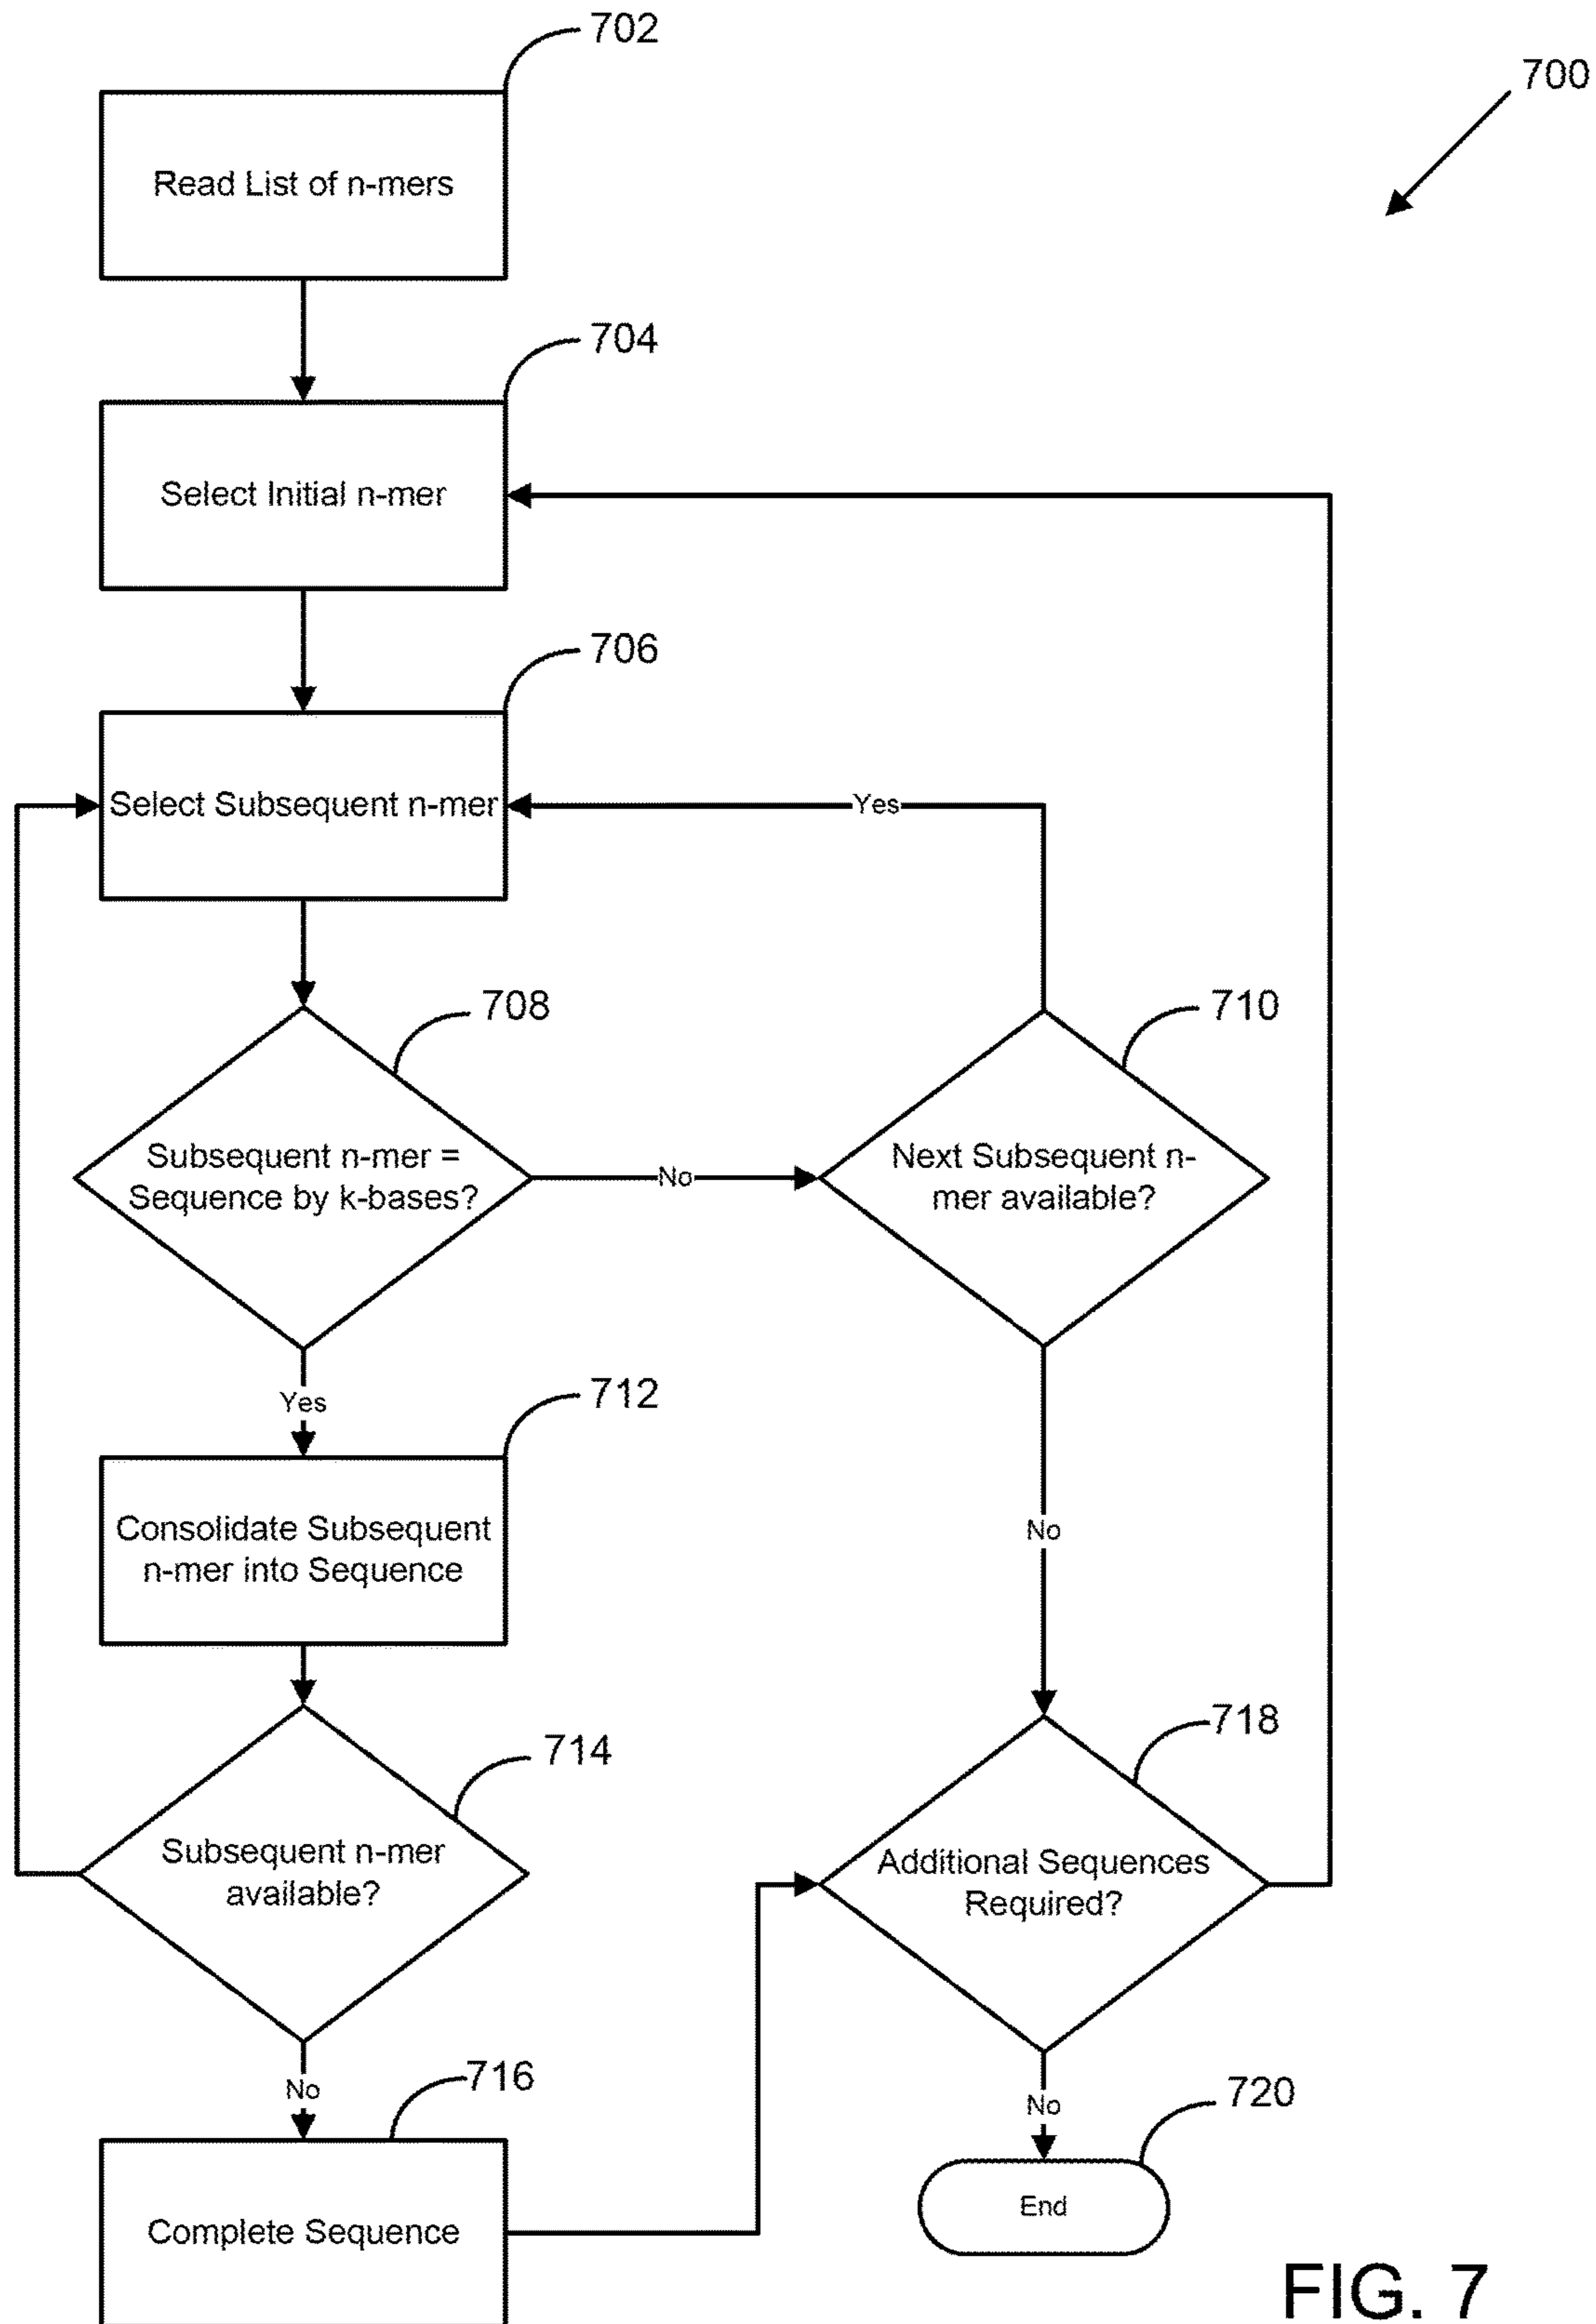 702
700
Read List of n-mers
704
Select Initial n-mer
706
Select Subsequent n-mer
Yes
708
710
Subsequent n-mer =
Sequence by k-bases?
No
Next Subsequent n-
mer available?
Yes
712
Consolidate Subsequent
n-mer into Sequence
No
714
718
Subsequent n-mer
available?
Additional Sequences
Required?
No
716
No
720
Complete Sequence
End
FIG. 7